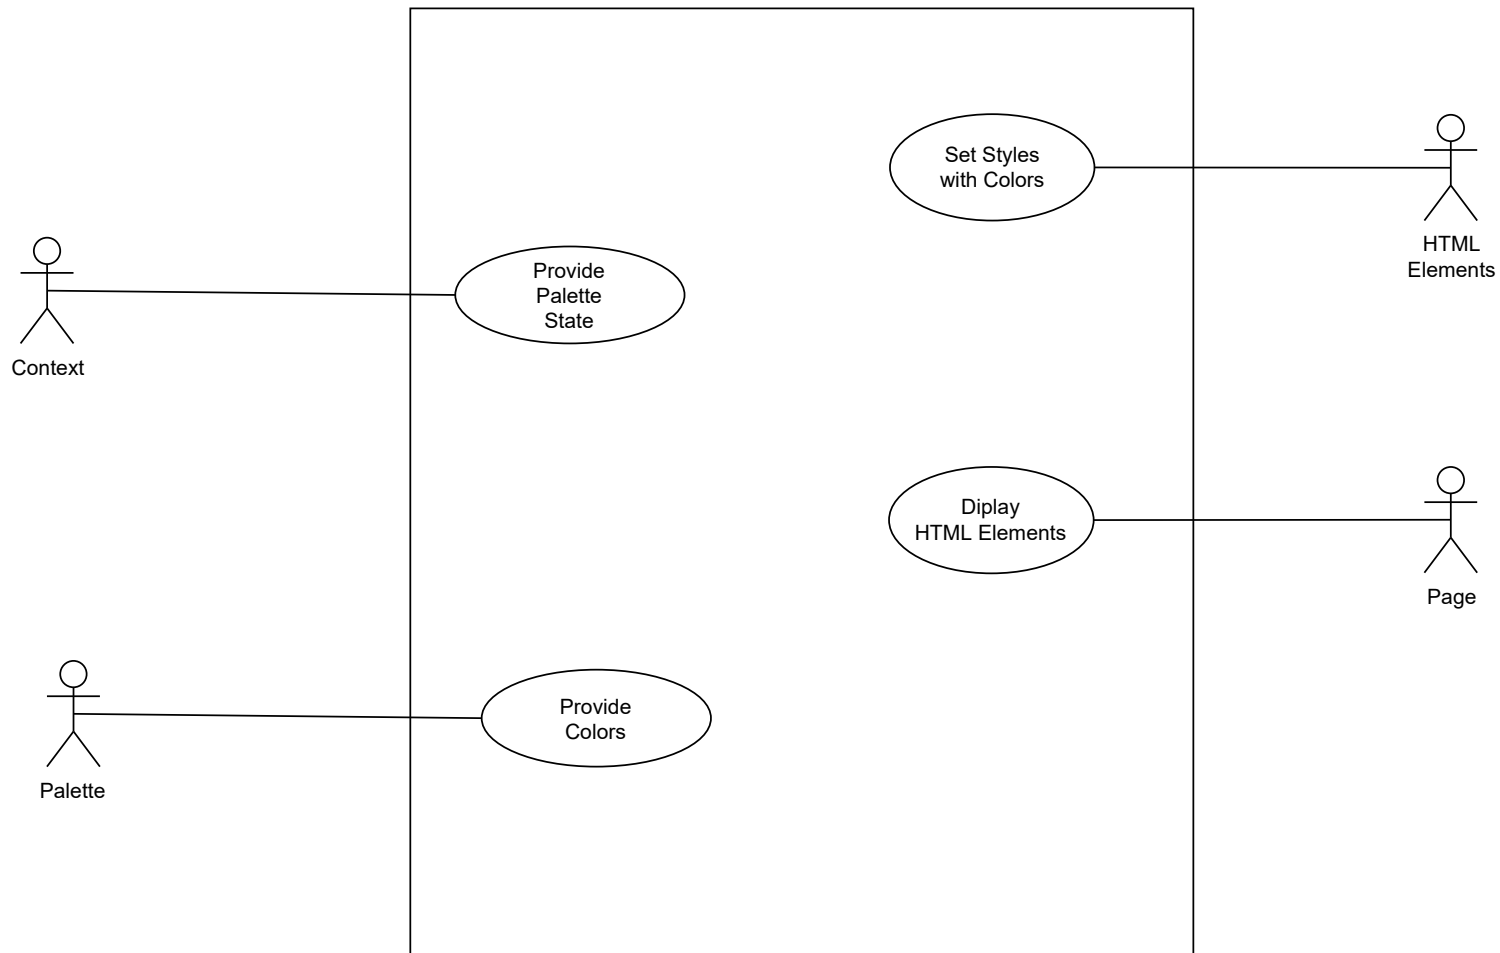 Set Styles
with Colors
HTML
Elements
Provide
Palette
State
Context
Diplay
HTML Elements
Page
Provide
Colors
Palette